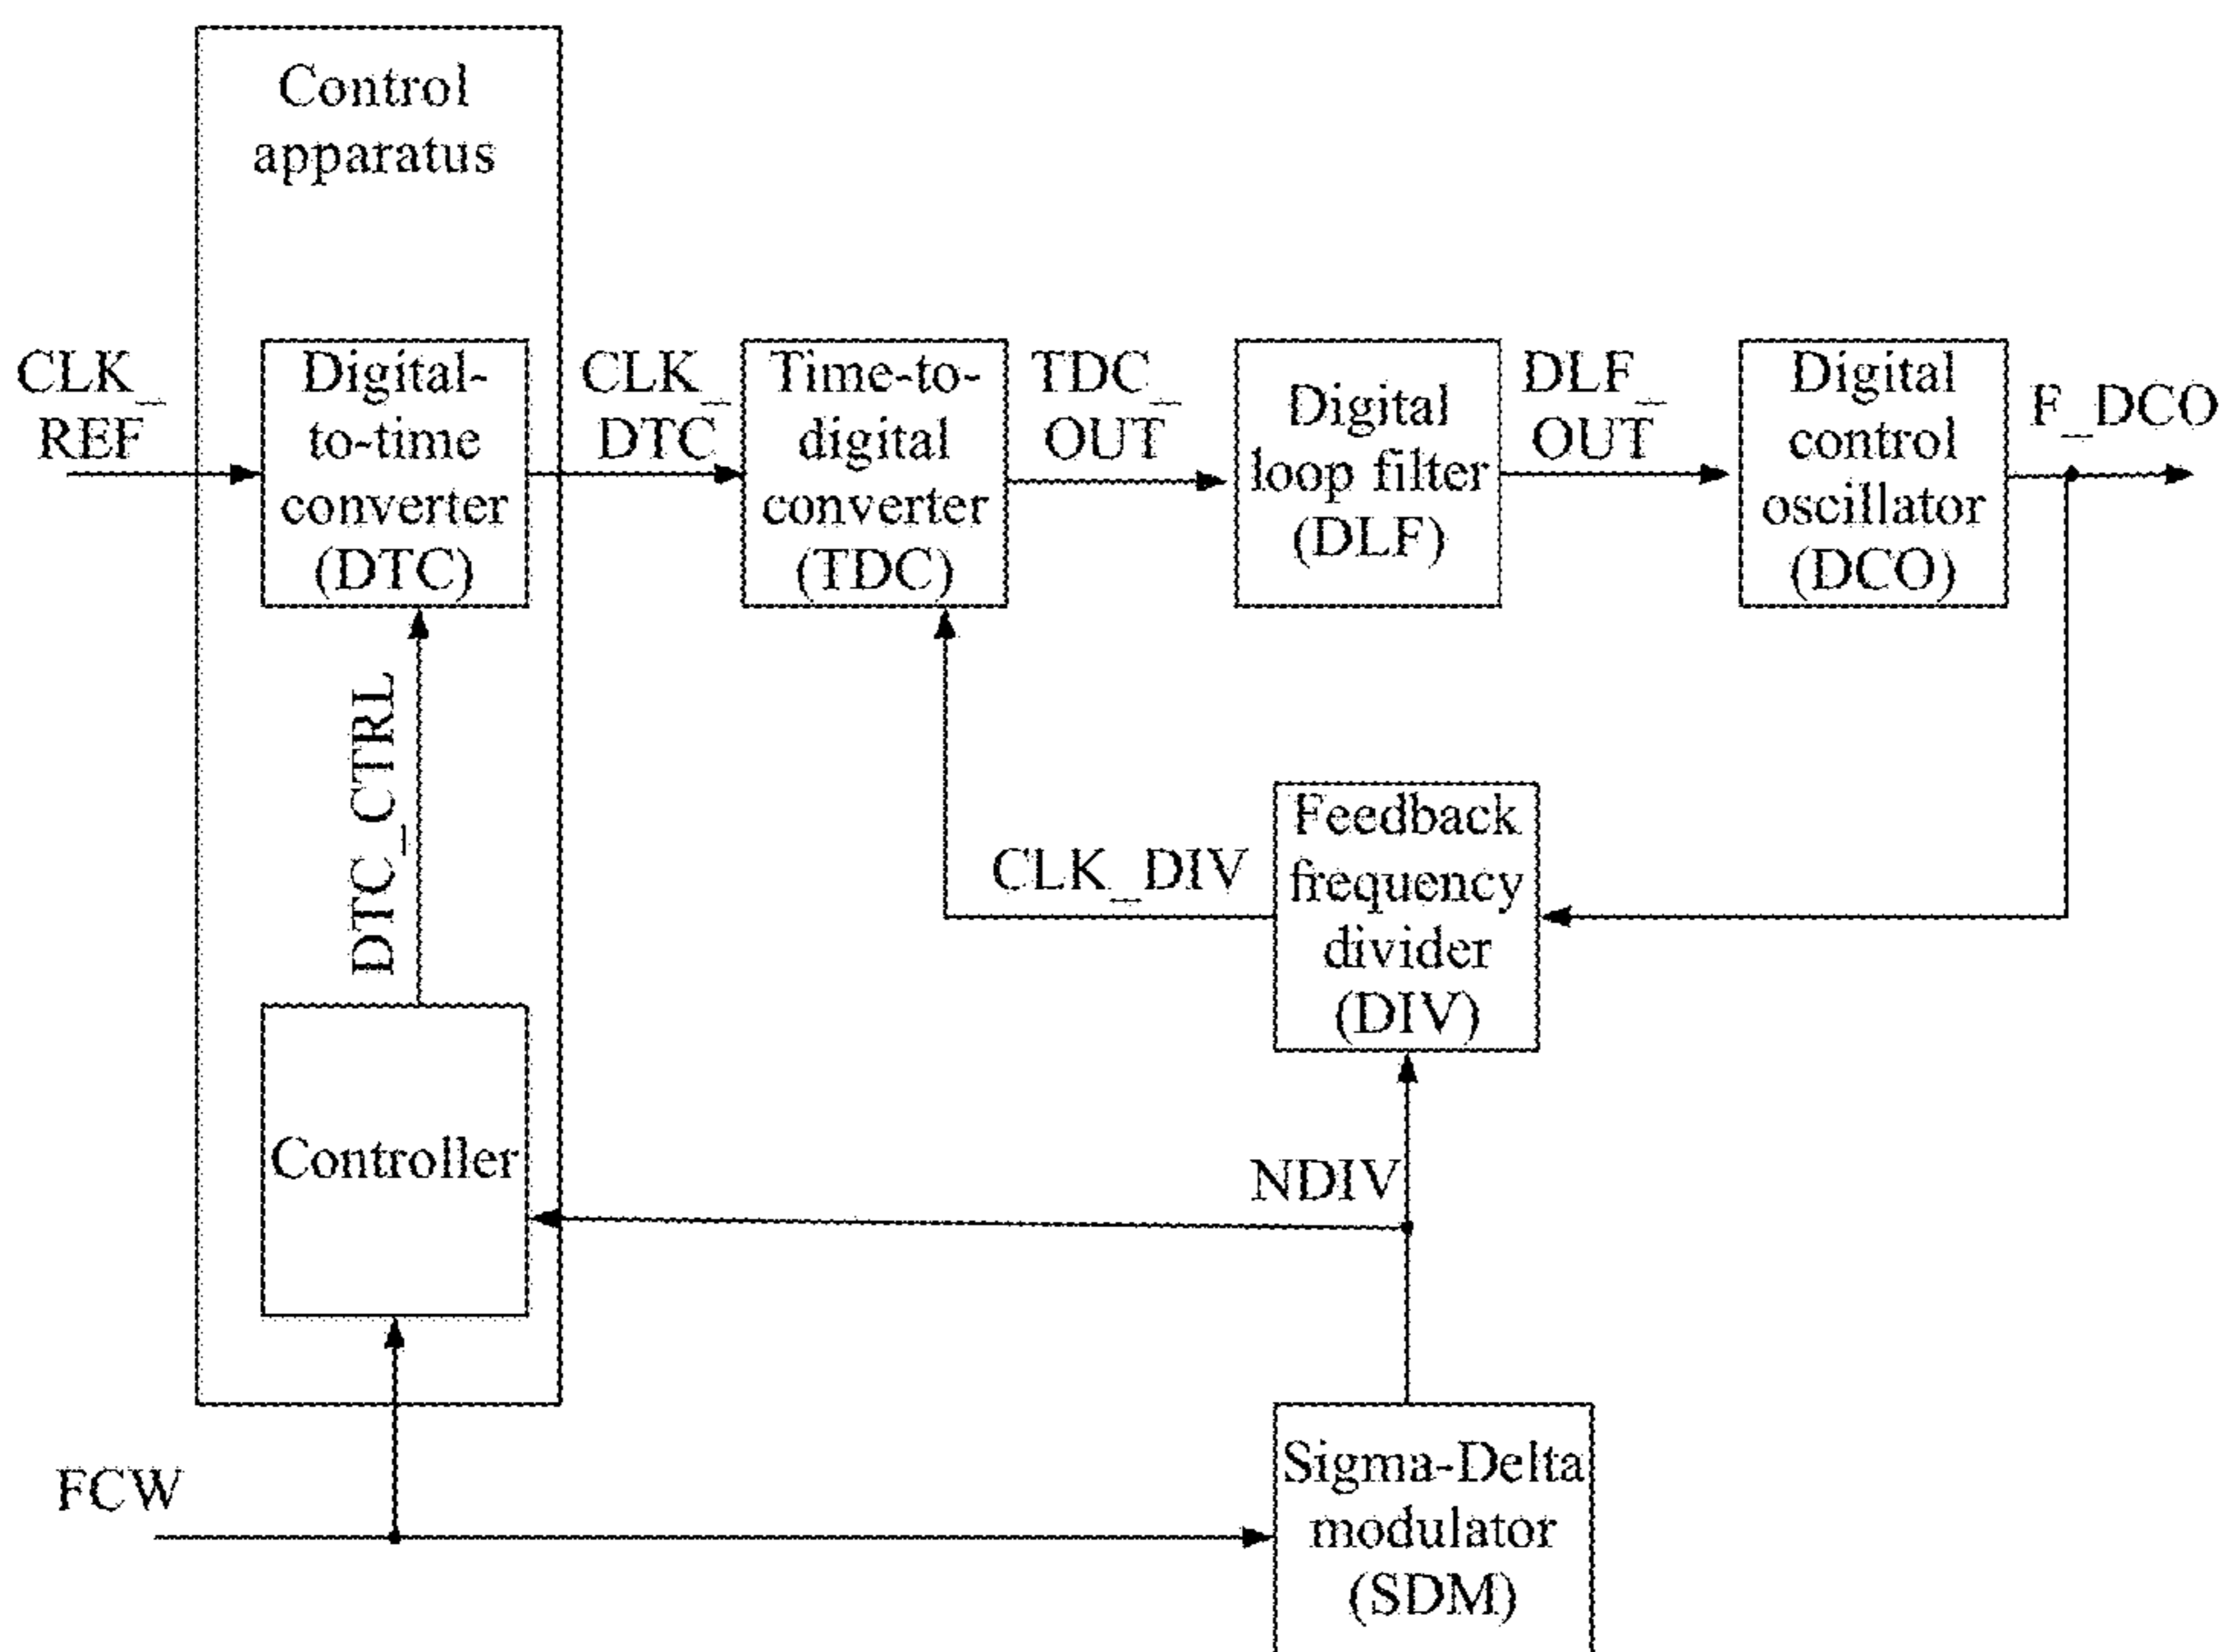 Control
apparatus
CLK_
REF
Digital-
to-time
converter
(DTC)
CLK_
DTC
Time-to-
digital
converter
(TDC)
TDC_
OUT
Digital
loop filter
(DLF)
DLF_
OUT
Digital
control
oscillator
(DCO)
F_DCO
DTC_CTRL
CLK_DIV
Feedback
frequency
divider
(DIV)
Controller
NDIV
FCW
Sigma-Delta
modulator
(SDM)